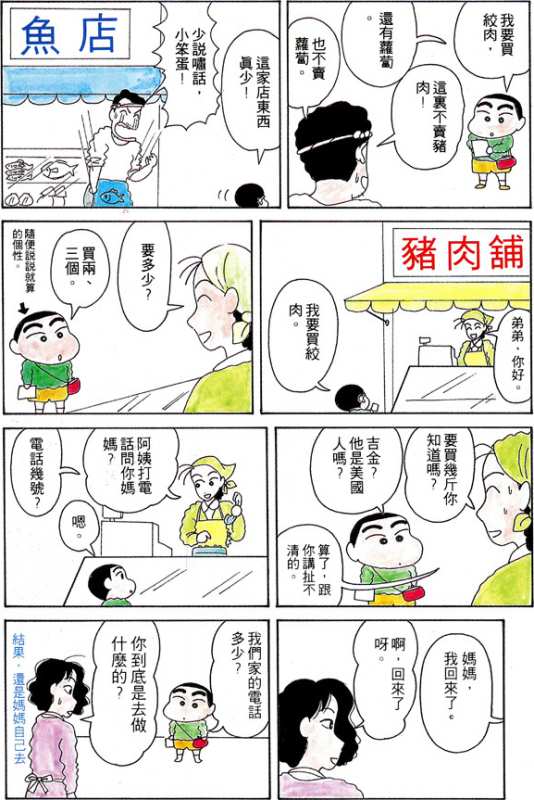 我要買
絞肉，
還有蘿蔔
。
這裏不賣豬
肉！
也不賣
蘿蔔。
魚店
這家店東西
真少！
少説嚕話，
小笨蛋！
豬肉舖
弟弟，你好。
我要買絞
肉。
要多少？
買兩、
三個。
隨便説説就算
的個性。
要買幾斤你
知道嗎？
吉金？
他是美國
人嗎？
算了，跟
你講扯不
清的。
阿姨打電
話問你媽
媽？
嗯。
電話幾號？
媽媽，
我回來了。
啊，回來了
呀。
我們家的電話
多少？
你到底是去做
什麼的？
結果，還是媽媽自己去